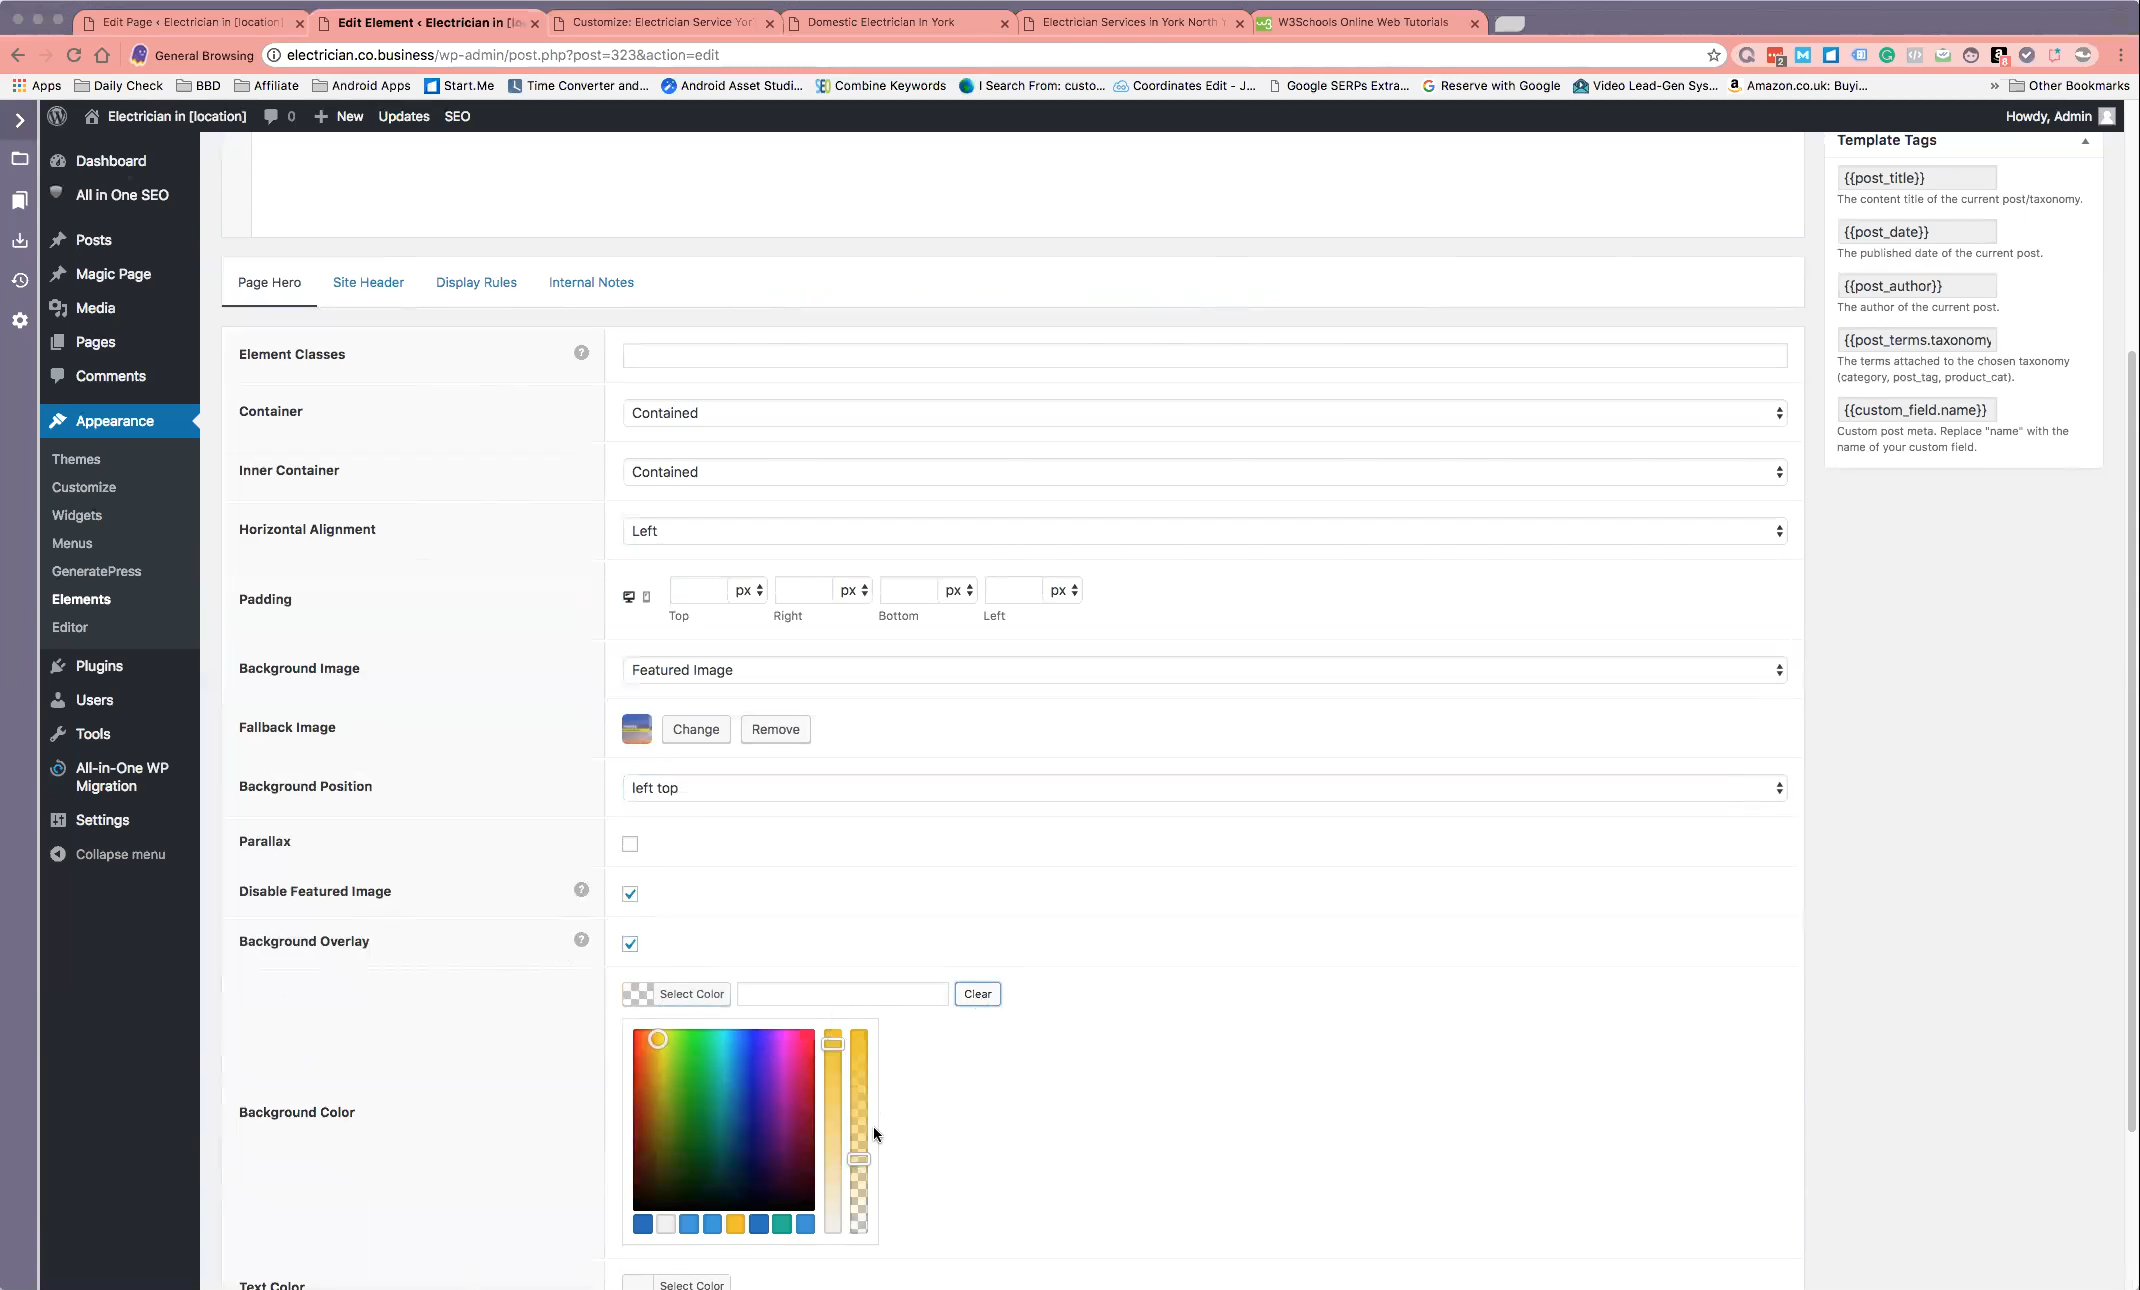 Edit Page ‹ Electrician in [location]
Edit Element ‹ Electrician in [lo
Customize: Electrician Service Yor
Domestic Electrician In York
Electrician Services in York North Y
W3Schools Online Web Tutorials
General Browsing
electrician.co.business/wp-admin/post.php?post=323&action=edit
Apps
Daily Check
BBD
Affiliate
Android Apps
Start.Me
Time Converter and...
Android Asset Studi...
Combine Keywords
I Search From: custo...
Coordinates Edit - J...
Google SERPs Extra...
Reserve with Google
Video Lead-Gen Sys...
Amazon.co.uk: Buyi...
Other Bookmarks
Electrician in [location]
0
New
Updates
SEO
Howdy, Admin
Dashboard
All in One SEO
Posts
Magic Page
Media
Pages
Comments
Appearance
Themes
Customize
Widgets
Menus
GeneratePress
Elements
Editor
Plugins
Users
Tools
All-in-One WP
Migration
Settings
Collapse menu
Page Hero
Site Header
Display Rules
Internal Notes
Element Classes
Container
Contained
Inner Container
Contained
Horizontal Alignment
Left
Padding
px
px
px
px
Top
Right
Bottom
Left
Background Image
Featured Image
Fallback Image
Change
Remove
Background Position
left top
Parallax
Disable Featured Image
Background Overlay
Background Color
Select Color
Clear
Text Color
Select Color
Template Tags
{{post_title}}
The content title of the current post/taxonomy.
{{post_date}}
The published date of the current post.
{{post_author}}
The author of the current post.
{{post_terms.taxonomy
The terms attached to the chosen taxonomy
(category, post_tag, product_cat).
{{custom_field.name}}
Custom post meta. Replace "name" with the
name of your custom field.